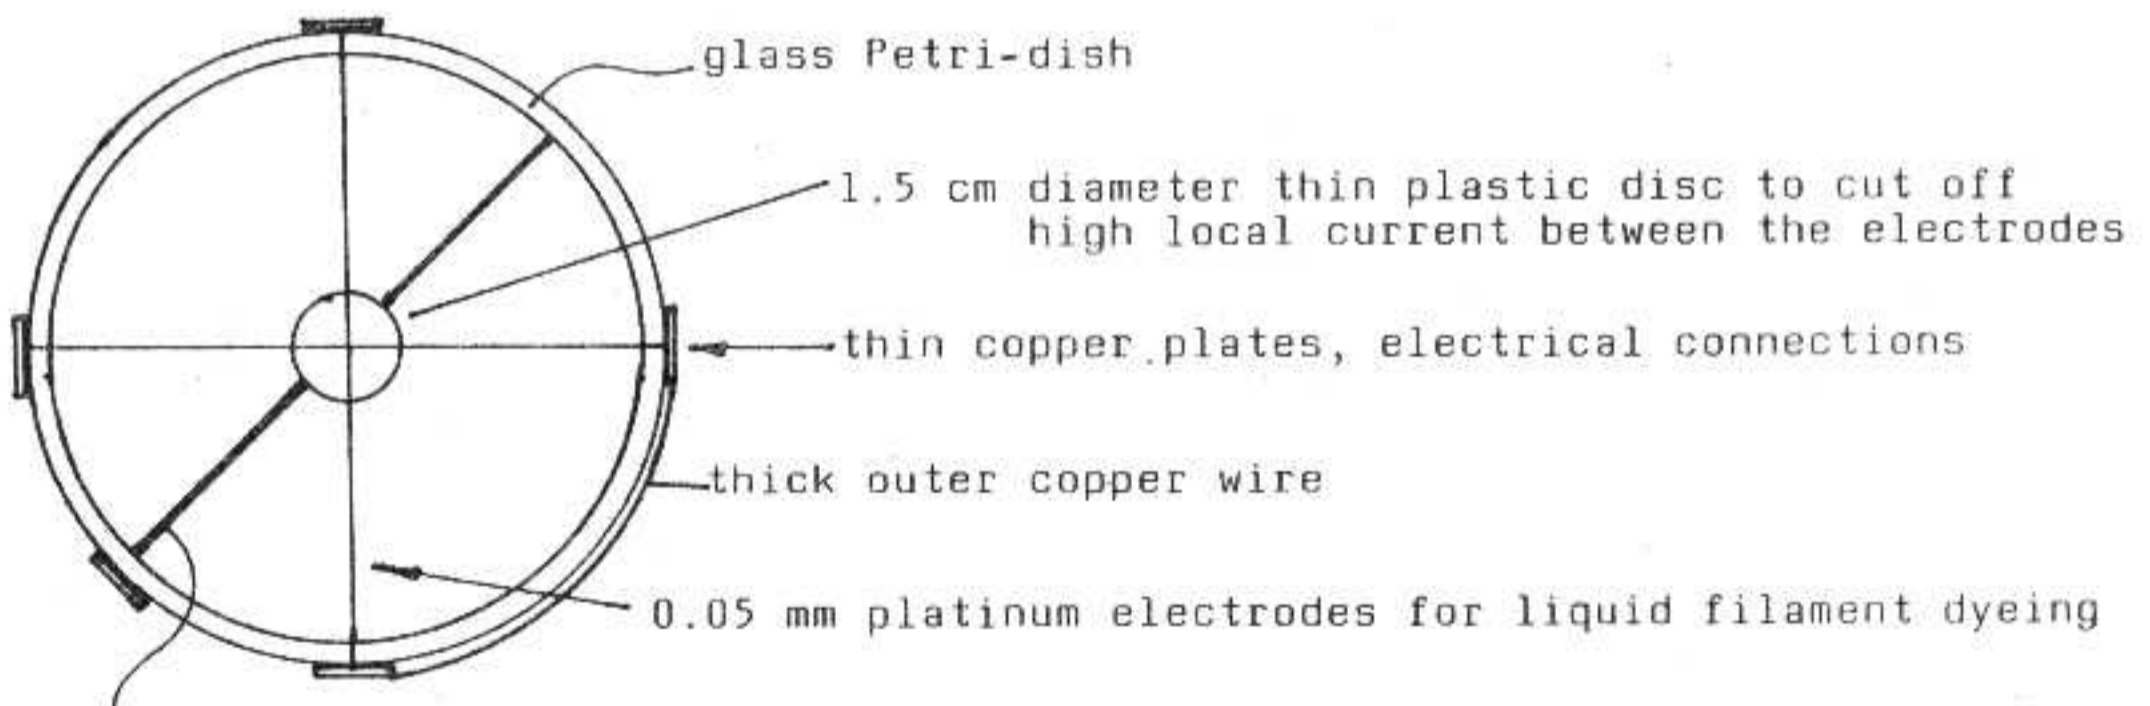 glass Petri-dish
1.5 cm diameter thin plastic disc to cut off
high local current between the electrodes
thin copper plates, electrical connections
thick outer copper wire
0.05 mm platinum electrodes for liquid filament dyeing